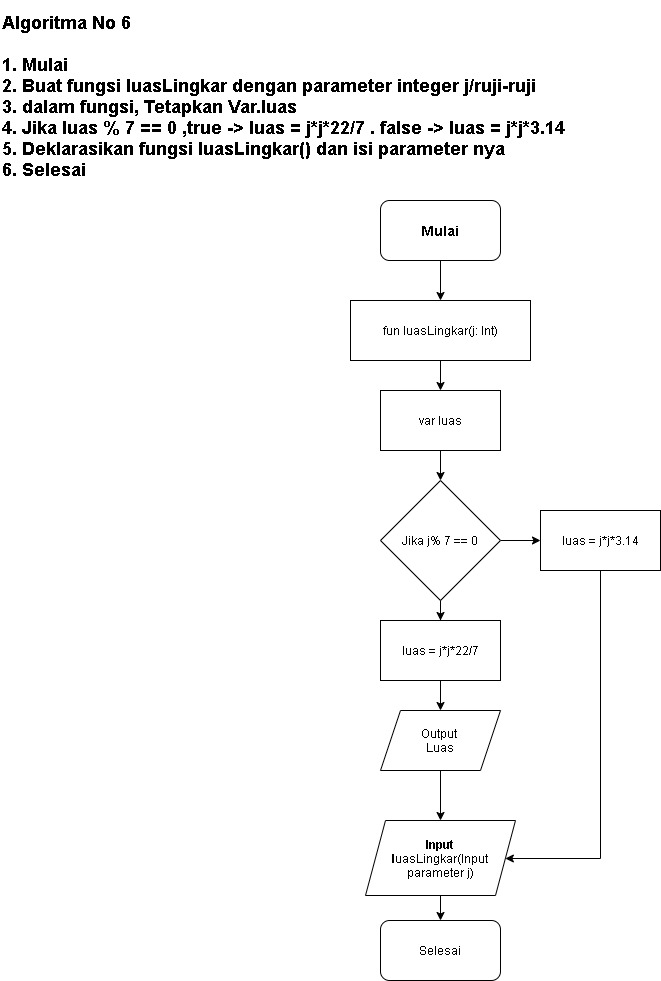 Algoritma No 6
1. Mulai
2. Buat fungsi luasLingkar dengan parameter integer j/ruji-ruji
3. dalam fungsi, Tetapkan Var.luas
4. Jika luas % 7 == 0 ,true -> luas = j*j*22/7 . false -> luas = j*j*3.14
5. Deklarasikan fungsi luasLingkar() dan isi parameter nya
6. Selesai
Mulai
fun luasLingkar(j: Int)
var luas
Jika j% 7 == 0
luas = j*j*3.14
luas = j*j*22/7
Output
Luas
Input
luasLingkar(Input
parameter j)
Selesai